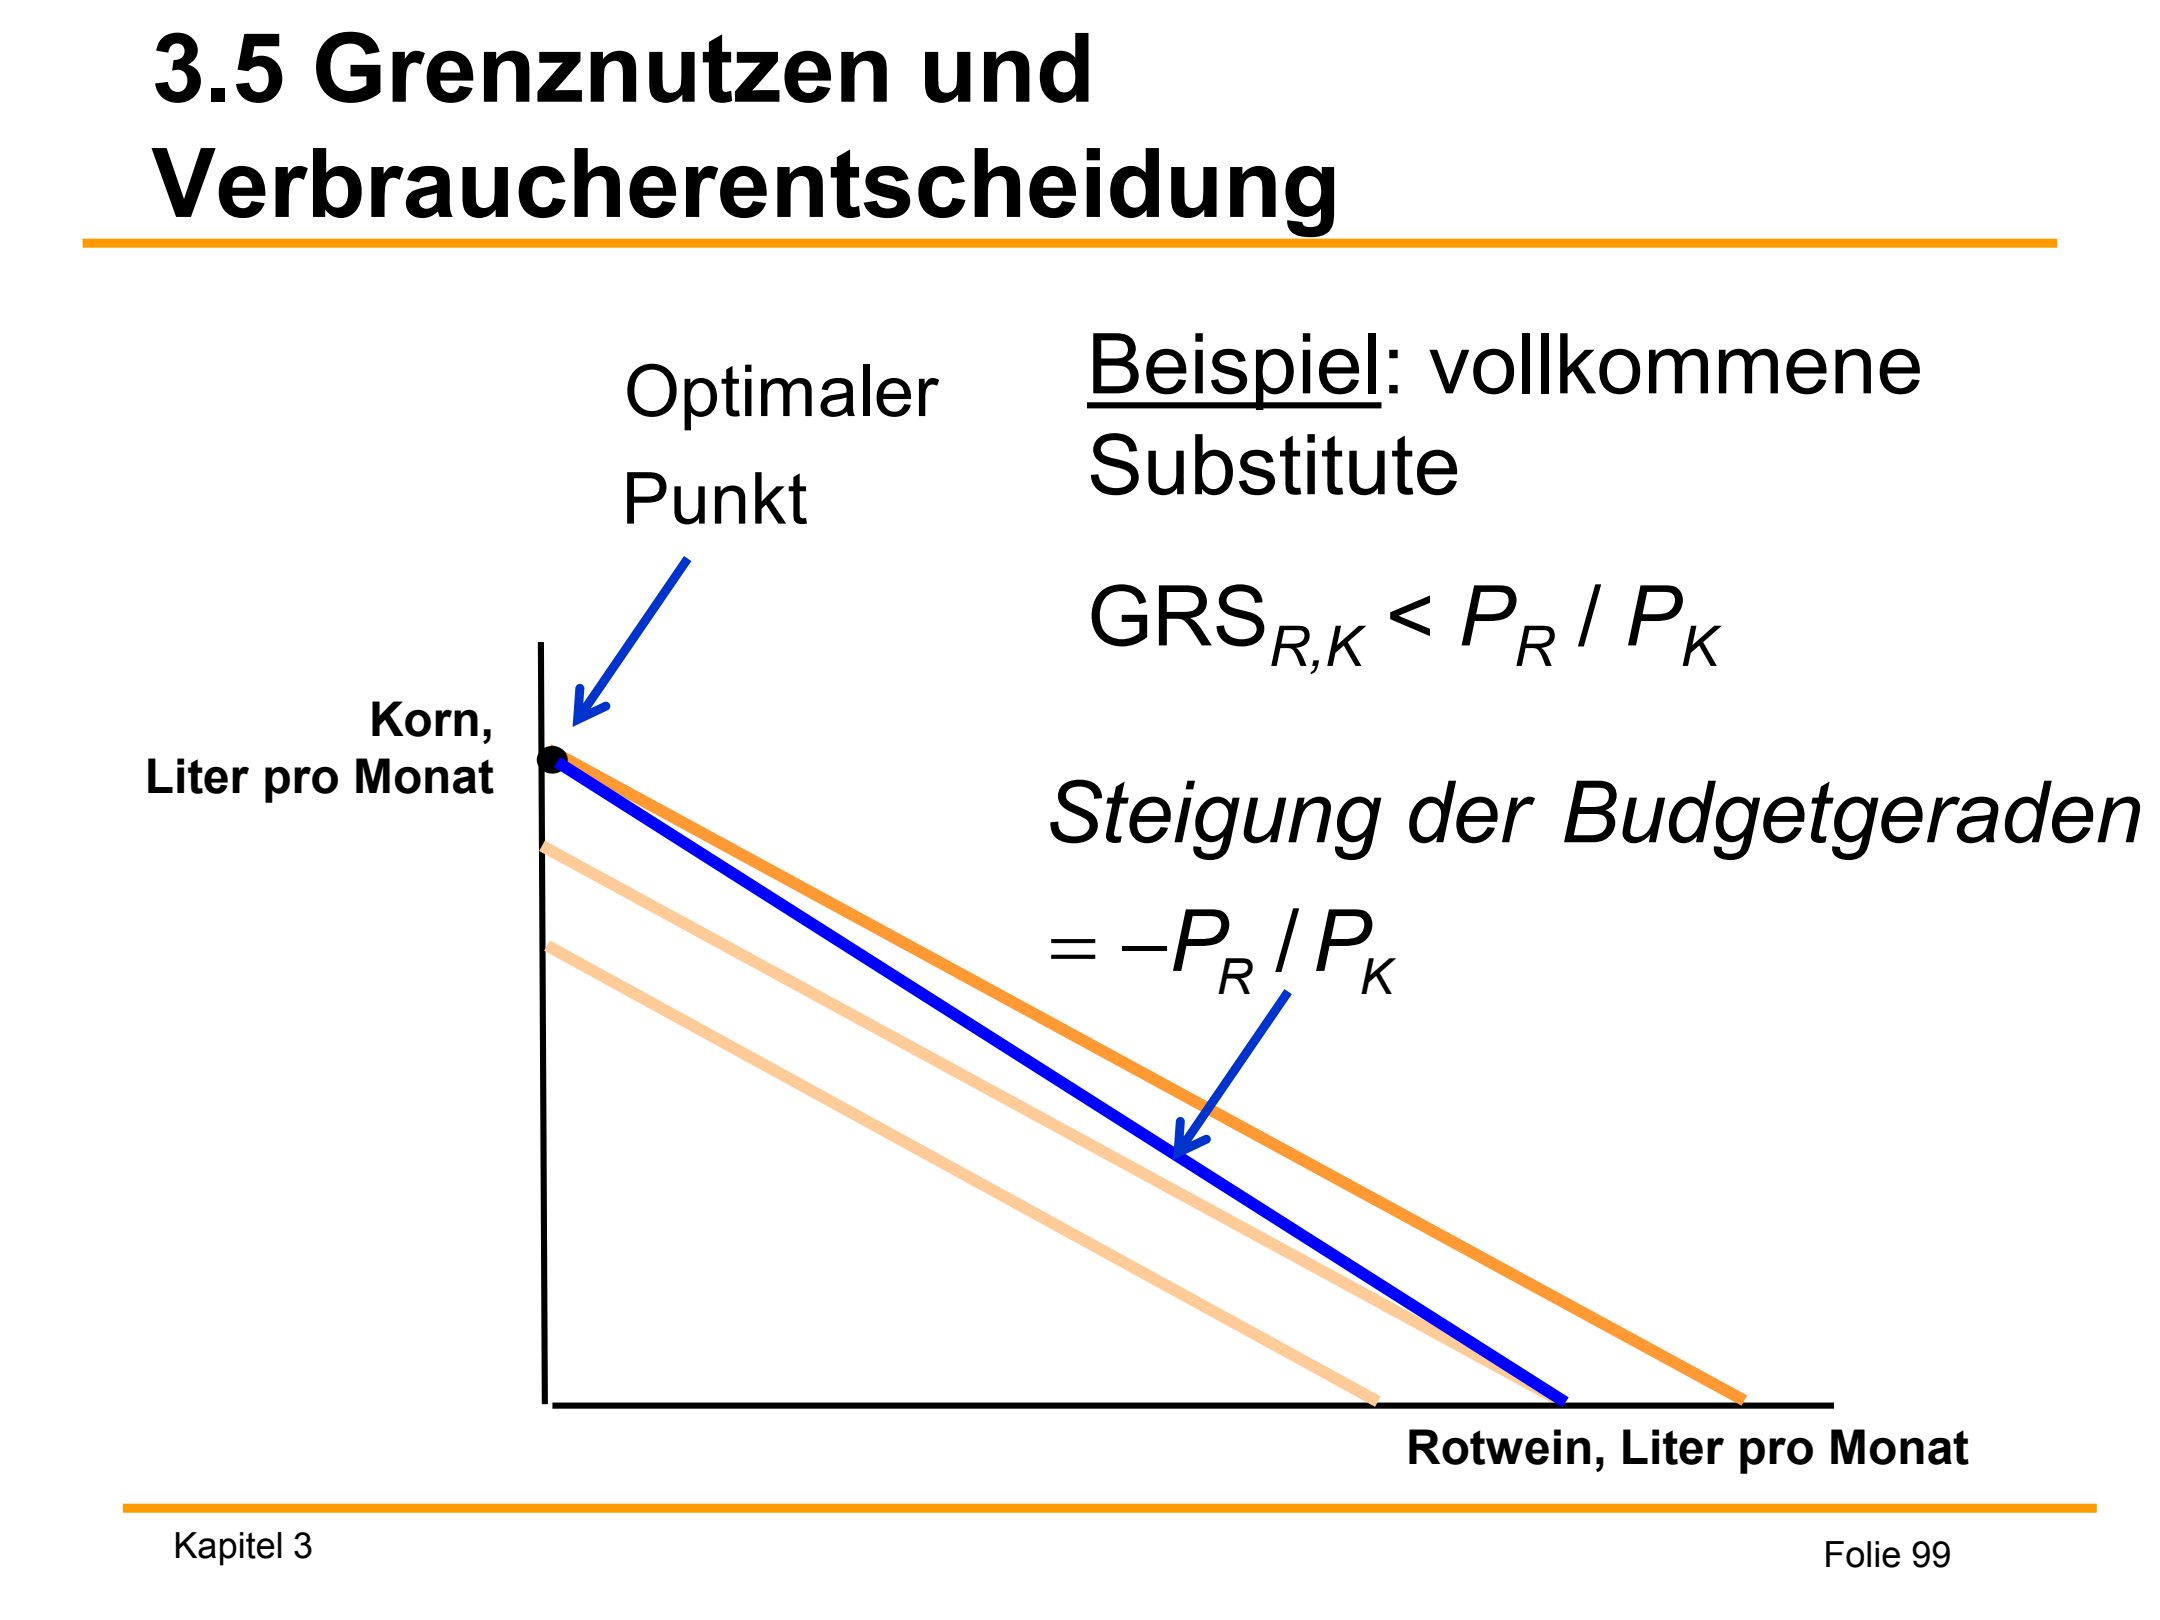 3.5 Grenznutzen und
Verbraucherentscheidung
Optimaler
Punkt
Beispiel: vollkommene
Substitute
GRS_{R,K} < P_R / P_K
Korn,
Liter pro Monat
Steigung der Budgetgeraden
= –P_R / P_K
Rotwein, Liter pro Monat
Kapitel 3
Folie 99